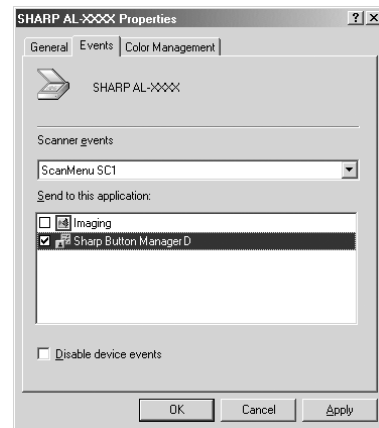 SHARP AL-XXXX Properties
General Events Color Management
SHARP AL-XXXX
Scanner events
ScanMenu SC1
Send to this application:
Imaging
Sharp Button Manager D
Disable device events
OK Cancel Apply